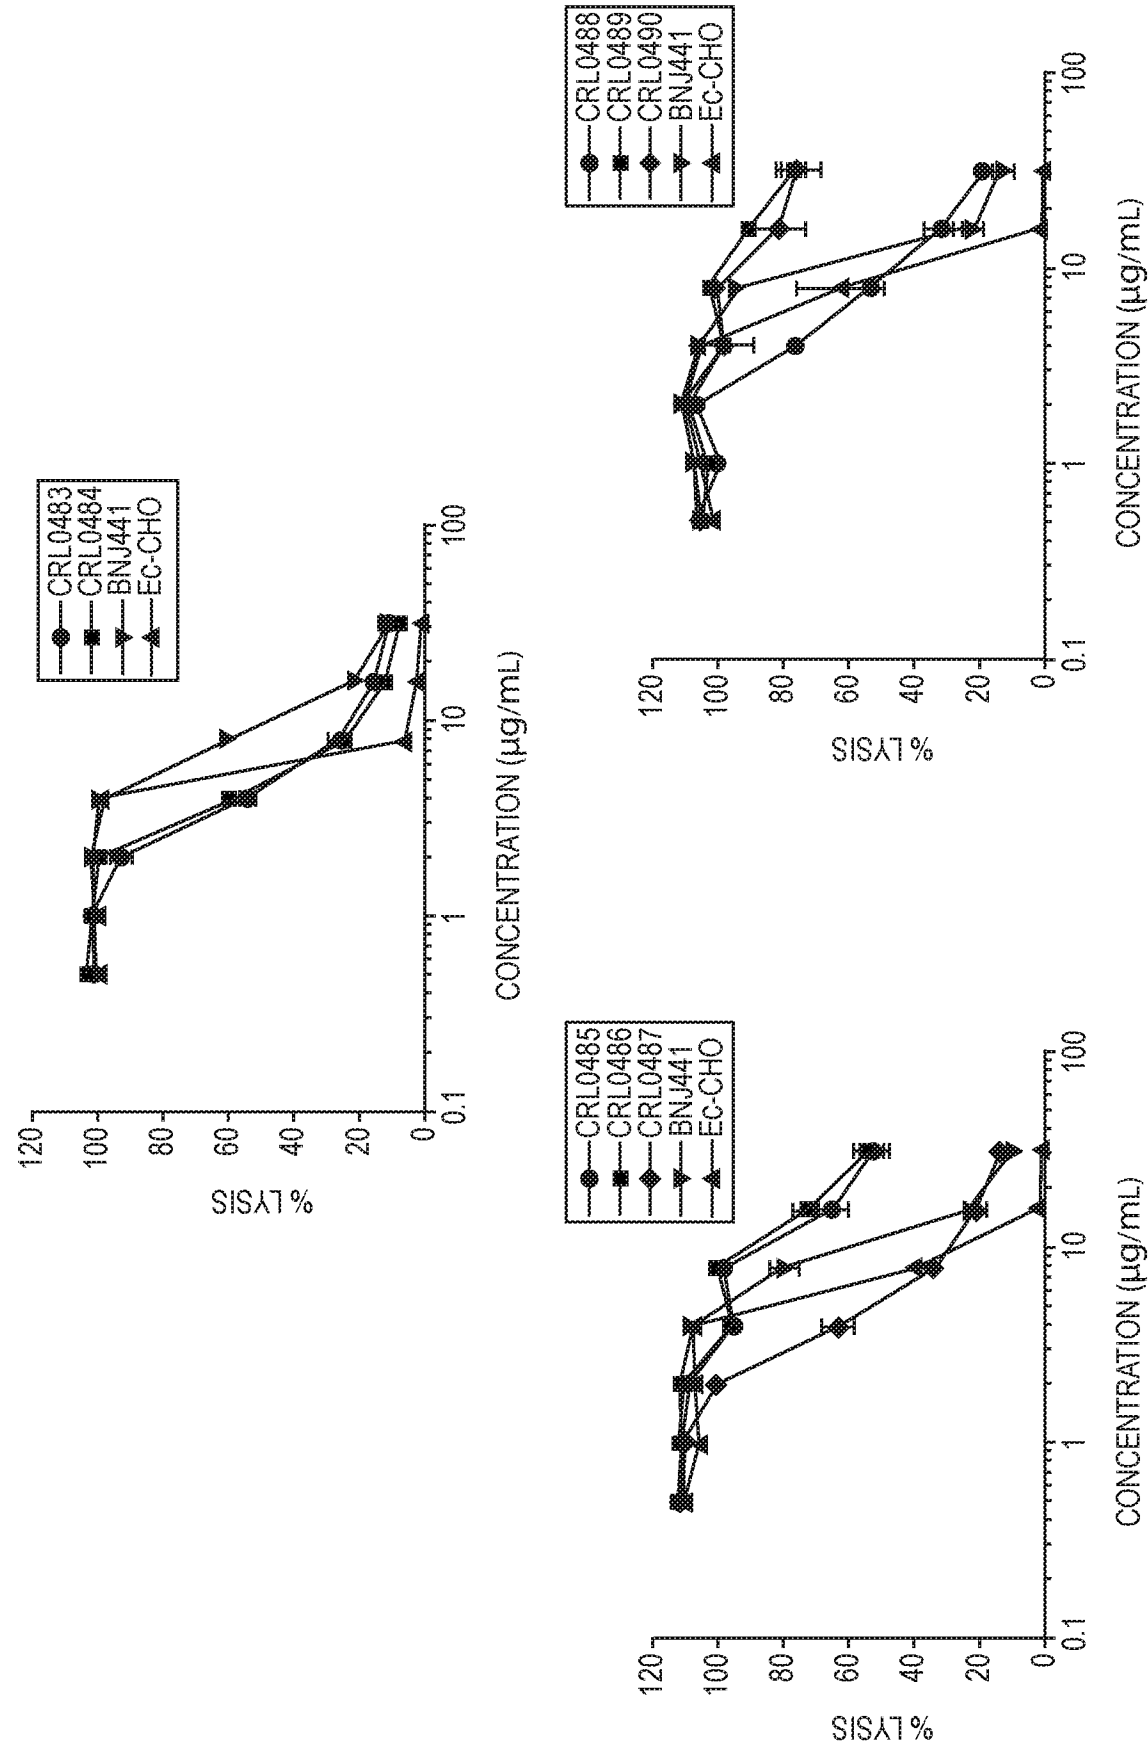 CRL0483
CRL0484
BNJ441
Ec-CHO
% LYSIS
120
100
80
60
40
20
0
0.1
1
10
100
CONCENTRATION (µg/mL)
CRL0485
CRL0486
CRL0487
BNJ441
Ec-CHO
% LYSIS
120
100
80
60
40
20
0
0.1
1
10
100
CONCENTRATION (µg/mL)
CRL0488
CRL0489
CRL0490
BNJ441
Ec-CHO
% LYSIS
120
100
80
60
40
20
0
0.1
1
10
100
CONCENTRATION (µg/mL)